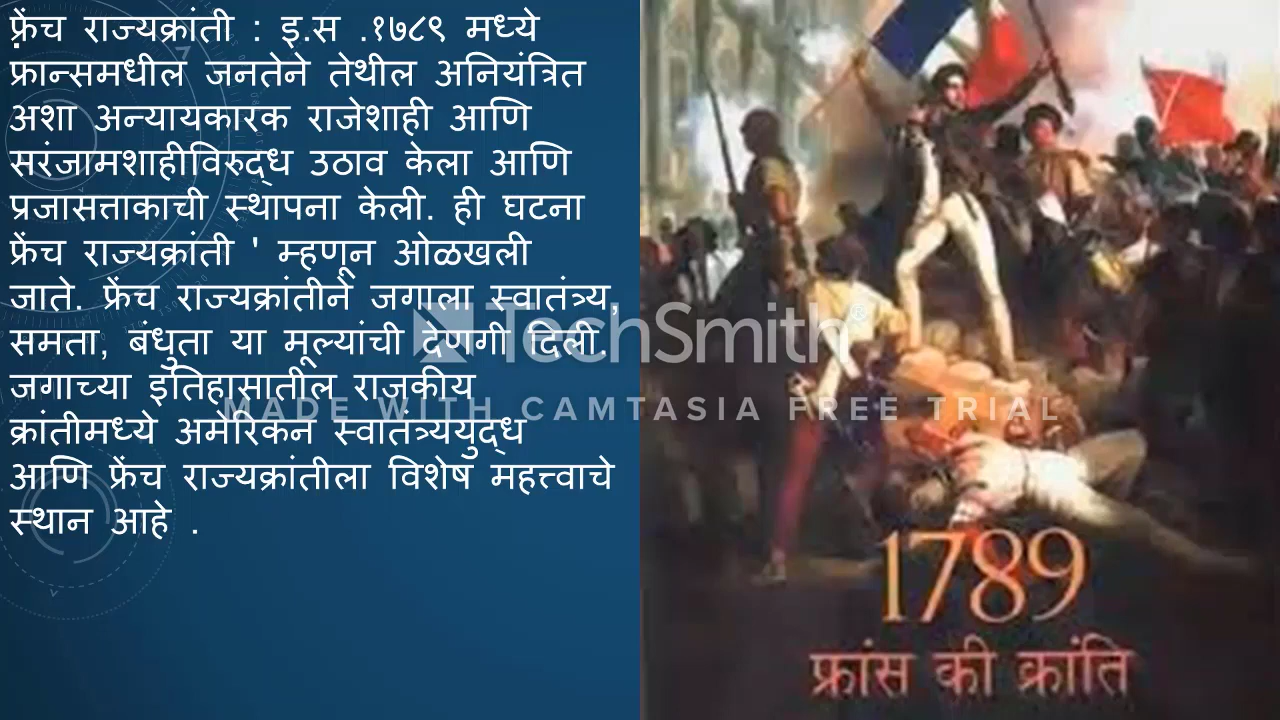 फ्रेंच राज्यक्रांती : इ.स .१७८९ मध्ये
फ्रान्समधील जनतेने तेथील अनियंत्रित
अशा अन्यायकारक राजेशाही आणि
सरंजामशाहीविरुद्ध उठाव केला आणि
प्रजासत्ताकाची स्थापना केली. ही घटना
फ्रेंच राज्यक्रांती ' म्हणून ओळखली
जाते. फ्रेंच राज्यक्रांतीने जगाला स्वातंत्र्य,
समता, बंधुता या मूल्यांची देणगी दिली.
जगाच्या इतिहासातील राजकीय
क्रांतीमध्ये अमेरिकन स्वातंत्र्ययुद्ध
आणि फ्रेंच राज्यक्रांतीला विशेष महत्त्वाचे
स्थान आहे .
TechSmith®
MADE WITH CAMTASIA FREE TRIAL
1789
फ्रांस की क्रांति